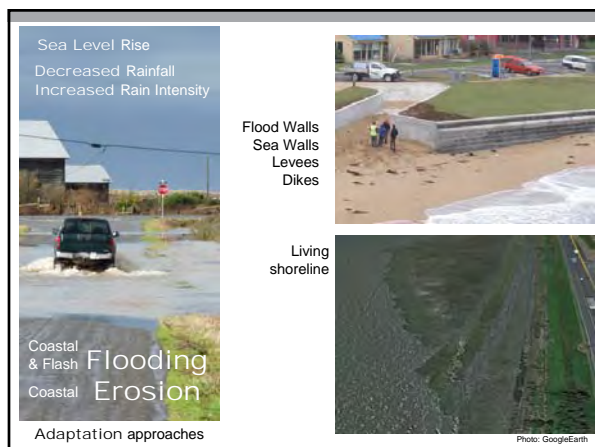 Sea Level Rise
Decreased Rainfall
Increased Rain Intensity
Coastal
& Flash Flooding
Coastal Erosion
Adaptation approaches
Flood Walls
Sea Walls
Levees
Dikes
Living
shoreline
Photo: GoogleEarth